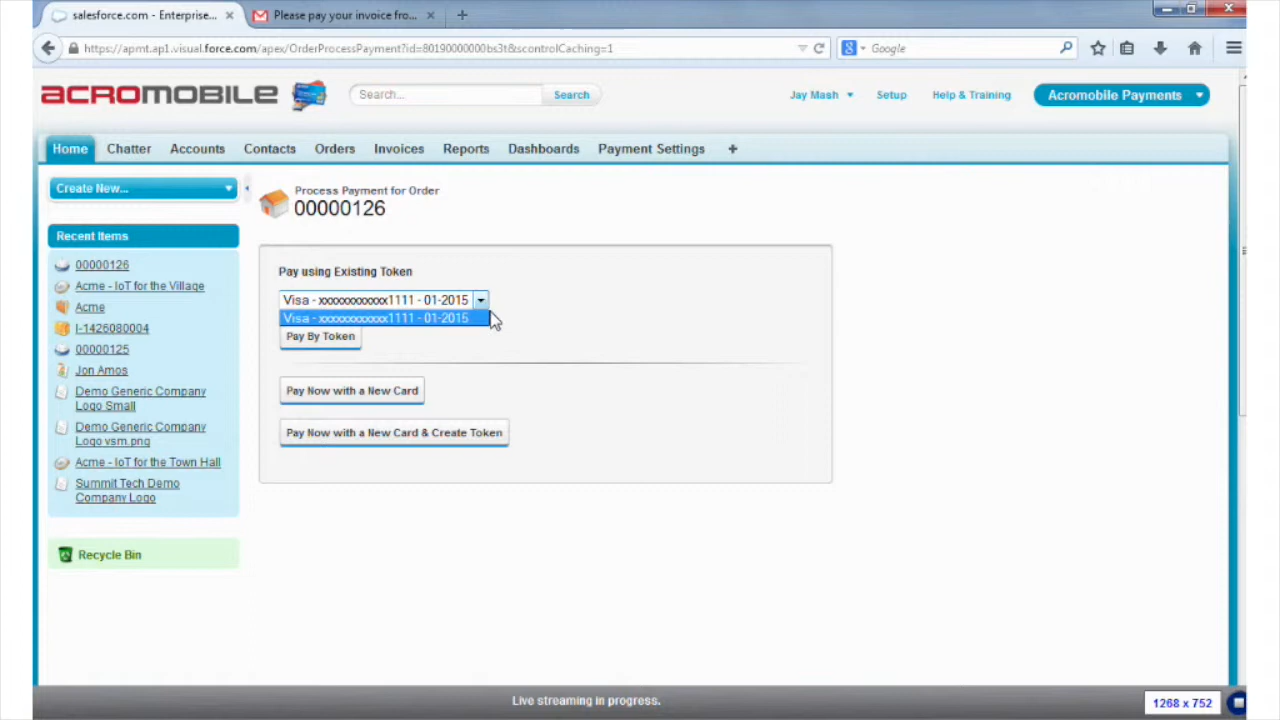 salesforce.com - Enterprise...
Please pay your invoice fro...
https://apmt.ap1.visual.force.com/apex/OrderProcessPayment?id=80190000000bs3t&scontrolCaching=1
Google
ACROMOBILE
Search...
Search
Jay Mash
Setup
Help & Training
Acromobile Payments
Home
Chatter
Accounts
Contacts
Orders
Invoices
Reports
Dashboards
Payment Settings
Create New...
Process Payment for Order
00000126
Recent Items
00000126
Acme - IoT for the Village
Acme
I-1426080004
00000125
Jon Amos
Demo Generic Company
Logo Small
Demo Generic Company
Logo vsm.png
Acme - IoT for the Town Hall
Summit Tech Demo
Company Logo
Recycle Bin
Pay using Existing Token
Visa - xxxxxxxxxxxx1111 - 01-2015
Visa - xxxxxxxxxxxx1111 - 01-2015
Pay By Token
Pay Now with a New Card
Pay Now with a New Card & Create Token
Live streaming in progress.
1268 x 752